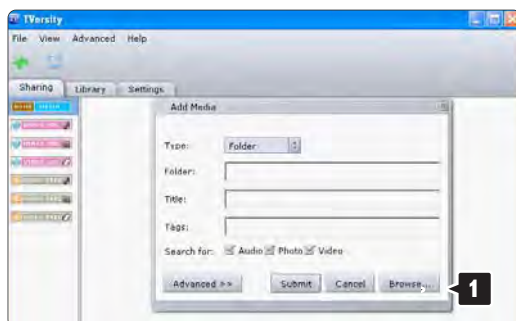 TVersity
File View Advanced Help
Sharing Library Settings
Add Media
Type: Folder
Folder:
Title:
Tags:
Search for: Audio Photo Video
Advanced >> Submit Cancel Browse...
1